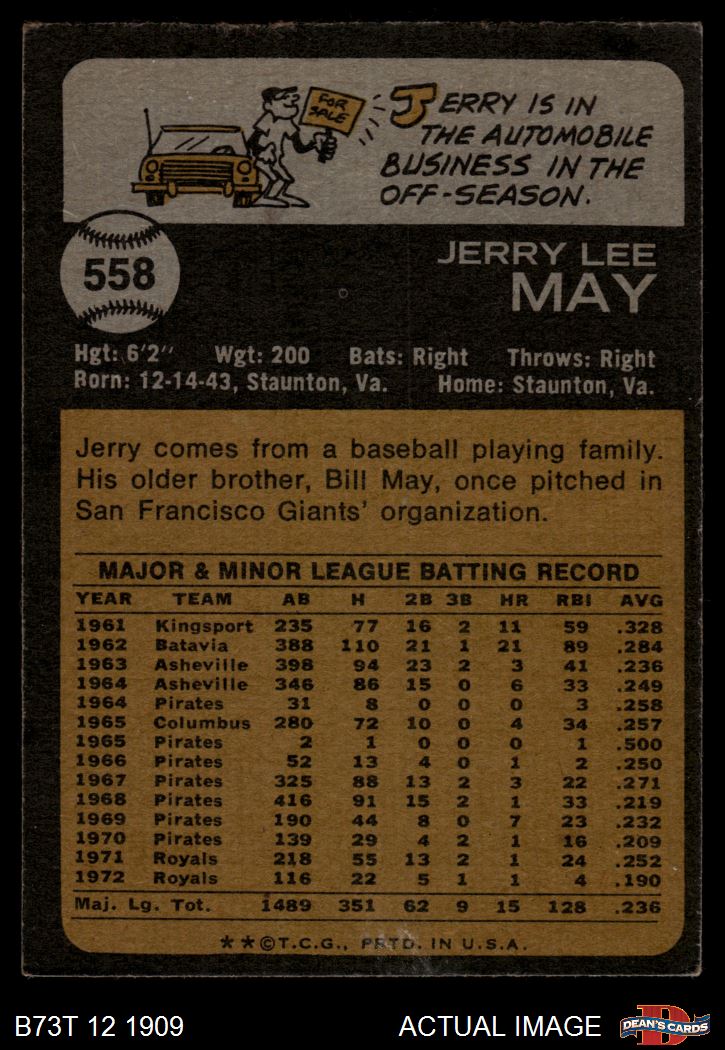 FOR
SALE
JERRY IS IN
THE AUTOMOBILE
BUSINESS IN THE
OFF-SEASON.
558
JERRY LEE
MAY
Hgt: 6'2" Wgt: 200 Bats: Right Throws: Right
Rorn: 12-14-43, Staunton, Va. Home: Staunton, Va.
Jerry comes from a baseball playing family.
His older brother, Bill May, once pitched in
San Francisco Giants' organization.
MAJOR & MINOR LEAGUE BATTING RECORD
YEAR TEAM AB H 2B 3B HR RBI AVG
1961 Kingsport 235 77 16 2 11 59 .328
1962 Batavia 388 110 21 1 21 89 .284
1963 Asheville 398 94 23 2 3 41 .236
1964 Asheville 346 86 15 0 6 33 .249
1964 Pirates 31 8 0 0 0 3 .258
1965 Columbus 280 72 10 0 4 34 .257
1965 Pirates 2 1 0 0 0 1 .500
1966 Pirates 52 13 4 0 1 2 .250
1967 Pirates 325 88 13 2 3 22 .271
1968 Pirates 416 91 15 2 1 33 .219
1969 Pirates 190 44 8 0 7 23 .232
1970 Pirates 139 29 4 2 1 16 .209
1971 Royals 218 55 13 2 1 24 .252
1972 Royals 116 22 5 1 1 4 .190
Maj. Lg. Tot. 1489 351 62 9 15 128 .236
★★©T.C.G., PRTD. IN U.S.A.
B73T 12 1909 ACTUAL IMAGE
D
DEAN'S CARDS